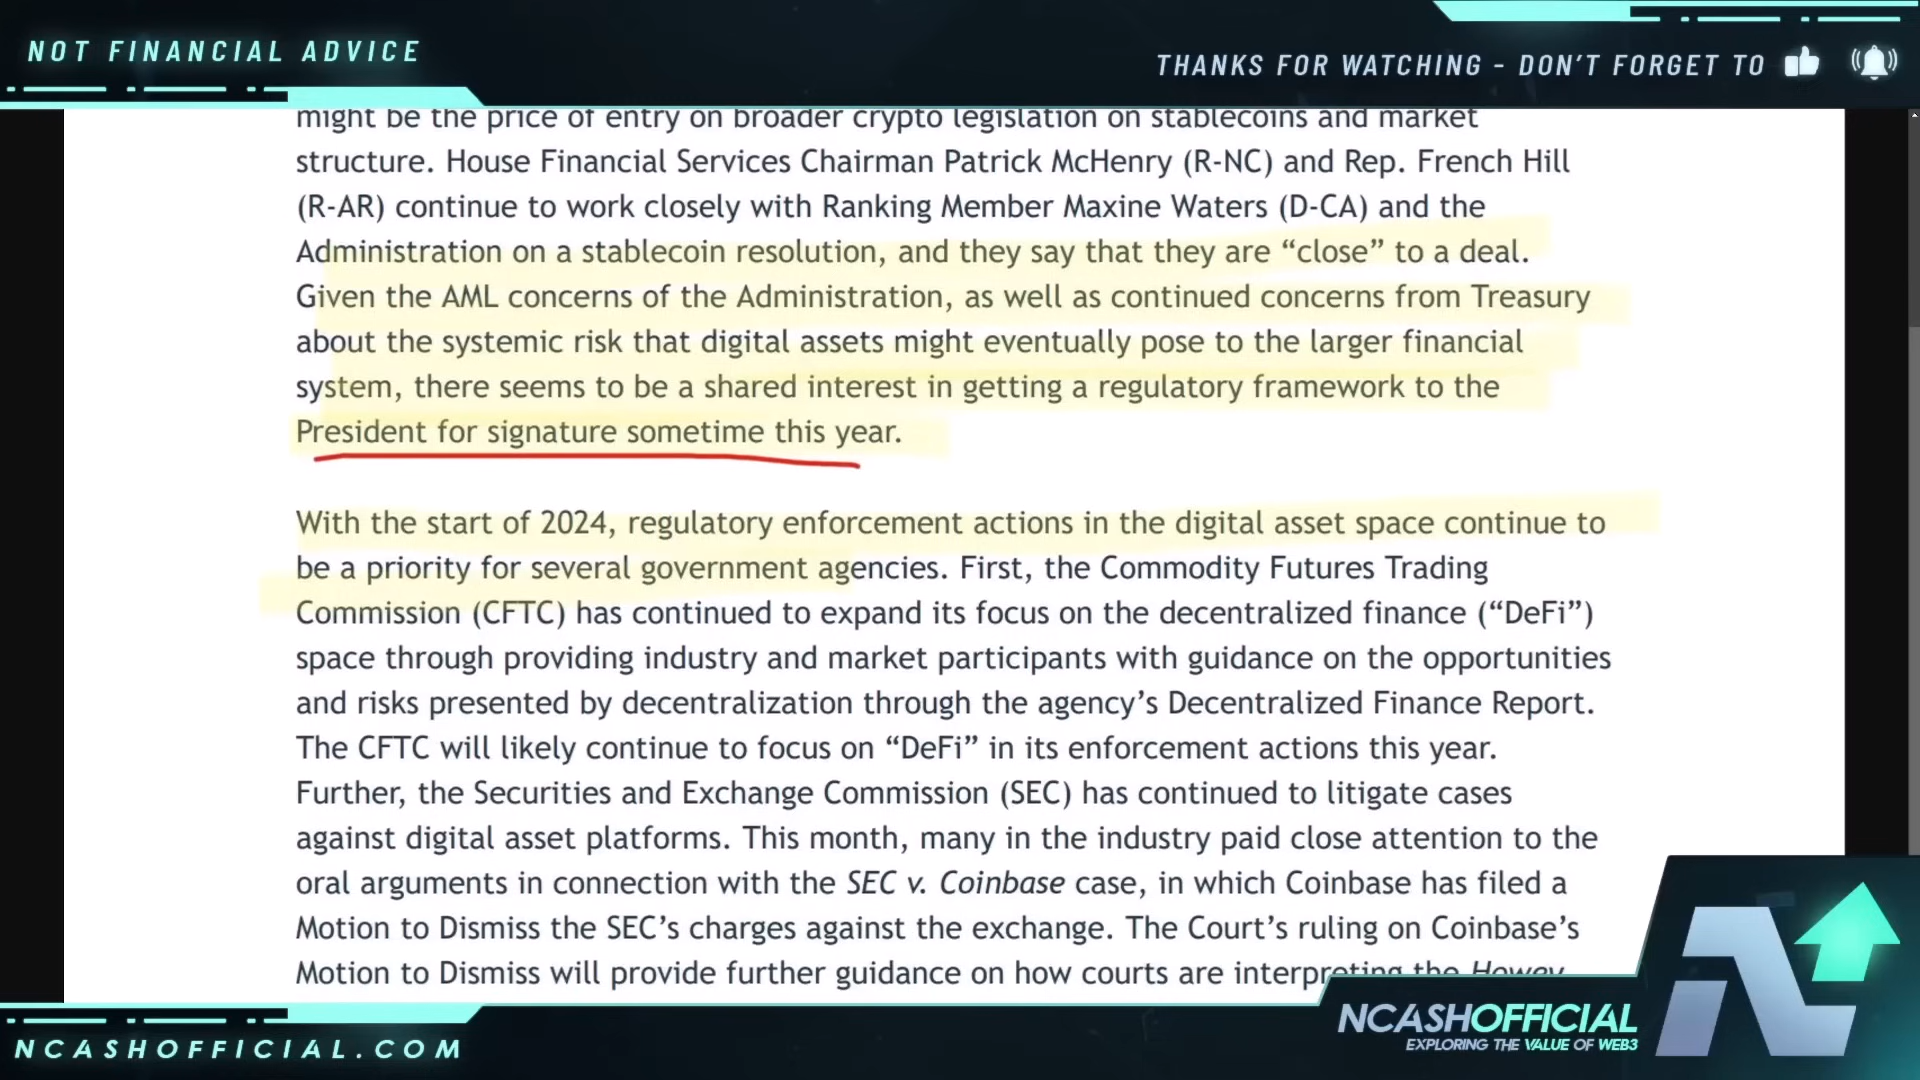 NOT FINANCIAL ADVICE
THANKS FOR WATCHING - DON'T FORGET TO
might be the price of entry on broader crypto legislation on stablecoins and market
structure. House Financial Services Chairman Patrick McHenry (R-NC) and Rep. French Hill
(R-AR) continue to work closely with Ranking Member Maxine Waters (D-CA) and the
Administration on a stablecoin resolution, and they say that they are “close” to a deal.
Given the AML concerns of the Administration, as well as continued concerns from Treasury
about the systemic risk that digital assets might eventually pose to the larger financial
system, there seems to be a shared interest in getting a regulatory framework to the
President for signature sometime this year.
With the start of 2024, regulatory enforcement actions in the digital asset space continue to
be a priority for several government agencies. First, the Commodity Futures Trading
Commission (CFTC) has continued to expand its focus on the decentralized finance (“DeFi”)
space through providing industry and market participants with guidance on the opportunities
and risks presented by decentralization through the agency’s Decentralized Finance Report.
The CFTC will likely continue to focus on “DeFi” in its enforcement actions this year.
Further, the Securities and Exchange Commission (SEC) has continued to litigate cases
against digital asset platforms. This month, many in the industry paid close attention to the
oral arguments in connection with the SEC v. Coinbase case, in which Coinbase has filed a
Motion to Dismiss the SEC’s charges against the exchange. The Court’s ruling on Coinbase’s
Motion to Dismiss will provide further guidance on how courts are interpreting the Howey
NCASHOFFICIAL
EXPLORING THE VALUE OF WEB3
NCASHOFFICIAL.COM